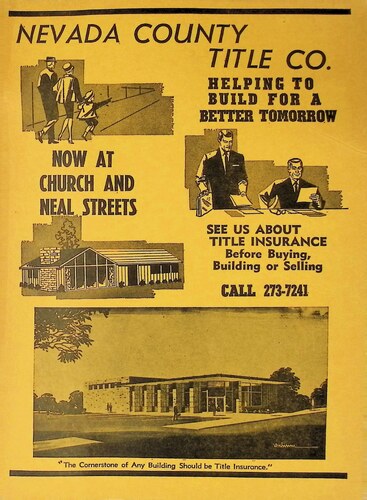 NEVADA COUNTY
TITLE CO.
HELPING TO
BUILD FOR A
BETTER TOMORROW
NOW AT
CHURCH AND
NEAL STREETS
SEE US ABOUT
TITLE INSURANCE
Before Buying,
Building or Selling
CALL 273-7241
"The Cornerstone of Any Building Should be Title Insurance."